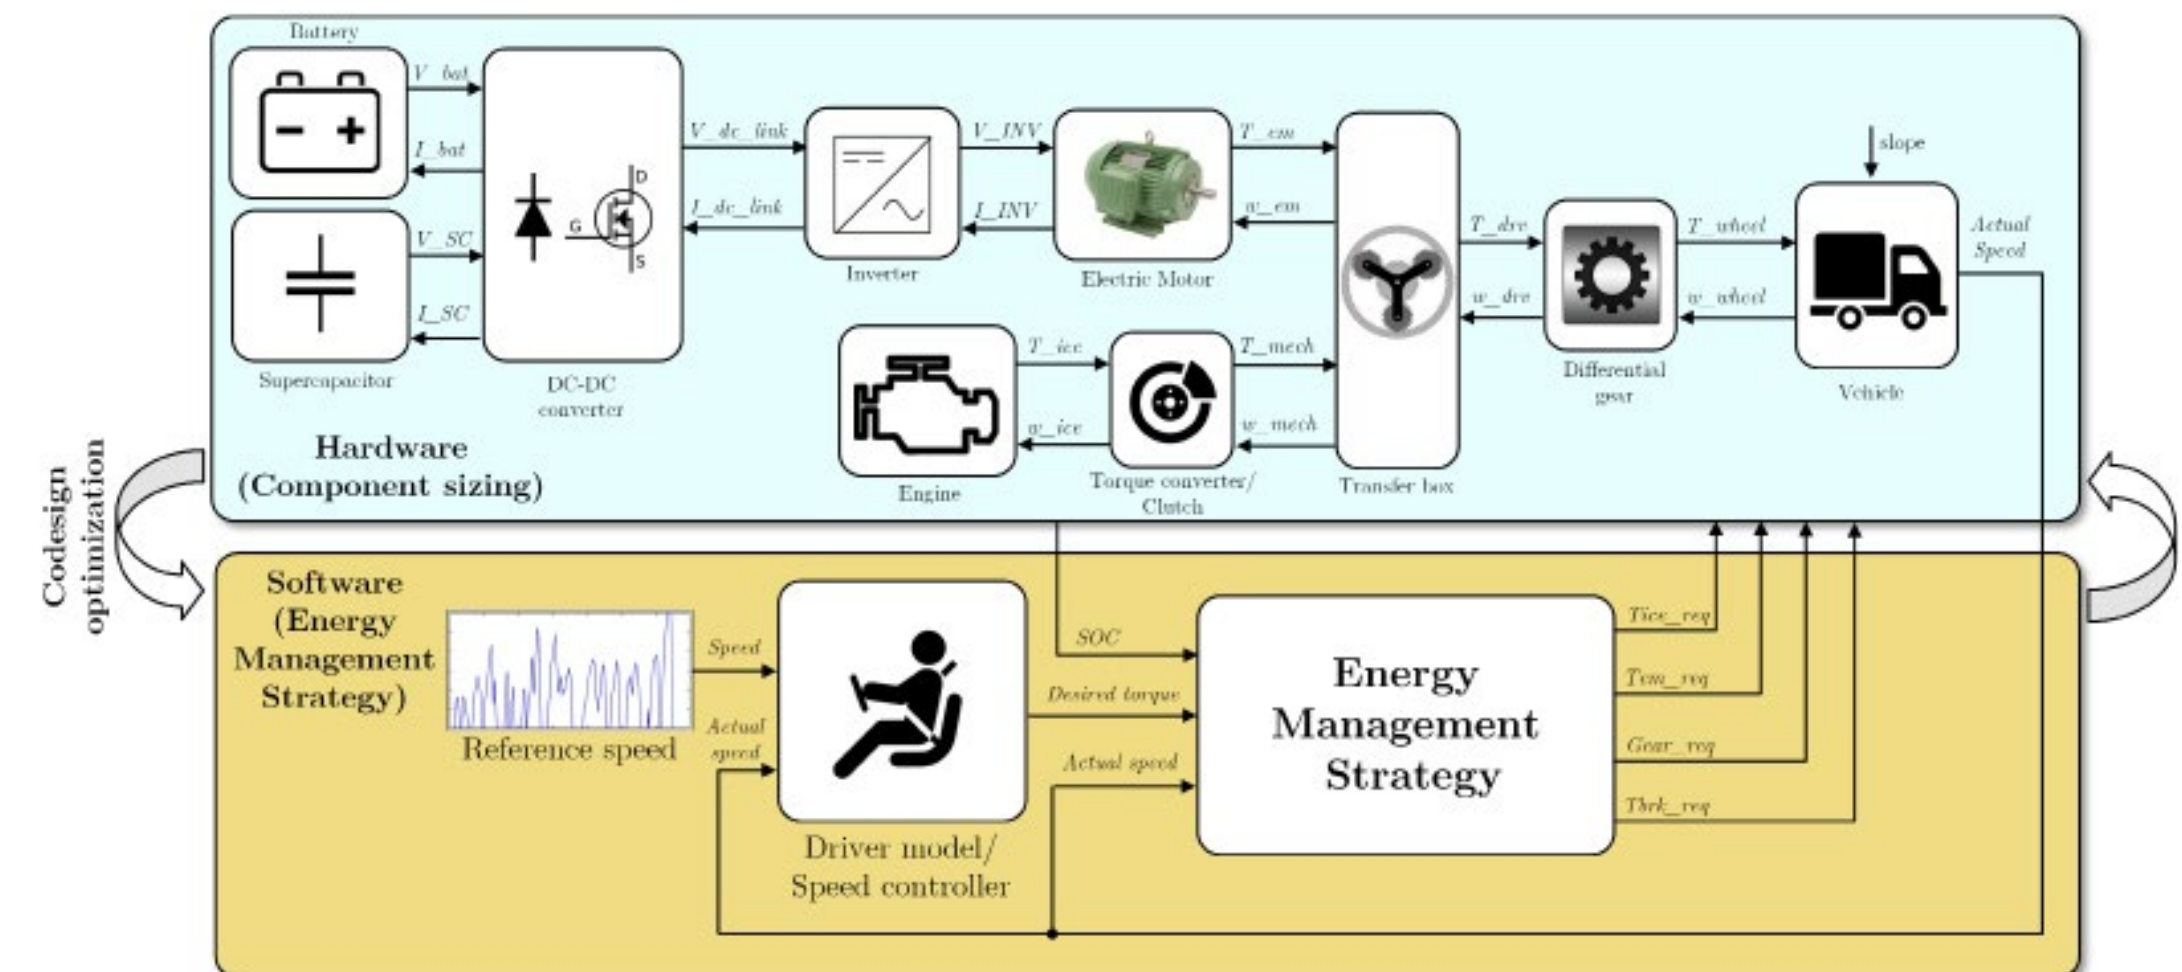 Battery
V_bat
I_bat
V_SC
I_SC
Supercapacitor
D
G
S
DC-DC
converter
V_dc_link
I_dc_link
Inverter
V_INV
I_INV
Electric Motor
T_em
w_em
Engine
T_ice
w_ice
Torque converter/
Clutch
T_mech
w_mech
Transfer box
T_drv
w_drv
Differential
gear
T_wheel
w_wheel
slope
Vehicle
Actual
Speed
Hardware
(Component sizing)
Codesign
optimization
Software
(Energy
Management
Strategy)
Reference speed
Speed
Actual
speed
Driver model/
Speed controller
SOC
Desired torque
Actual speed
Energy
Management
Strategy
Tice_req
Tem_req
Gear_req
Tbrk_req